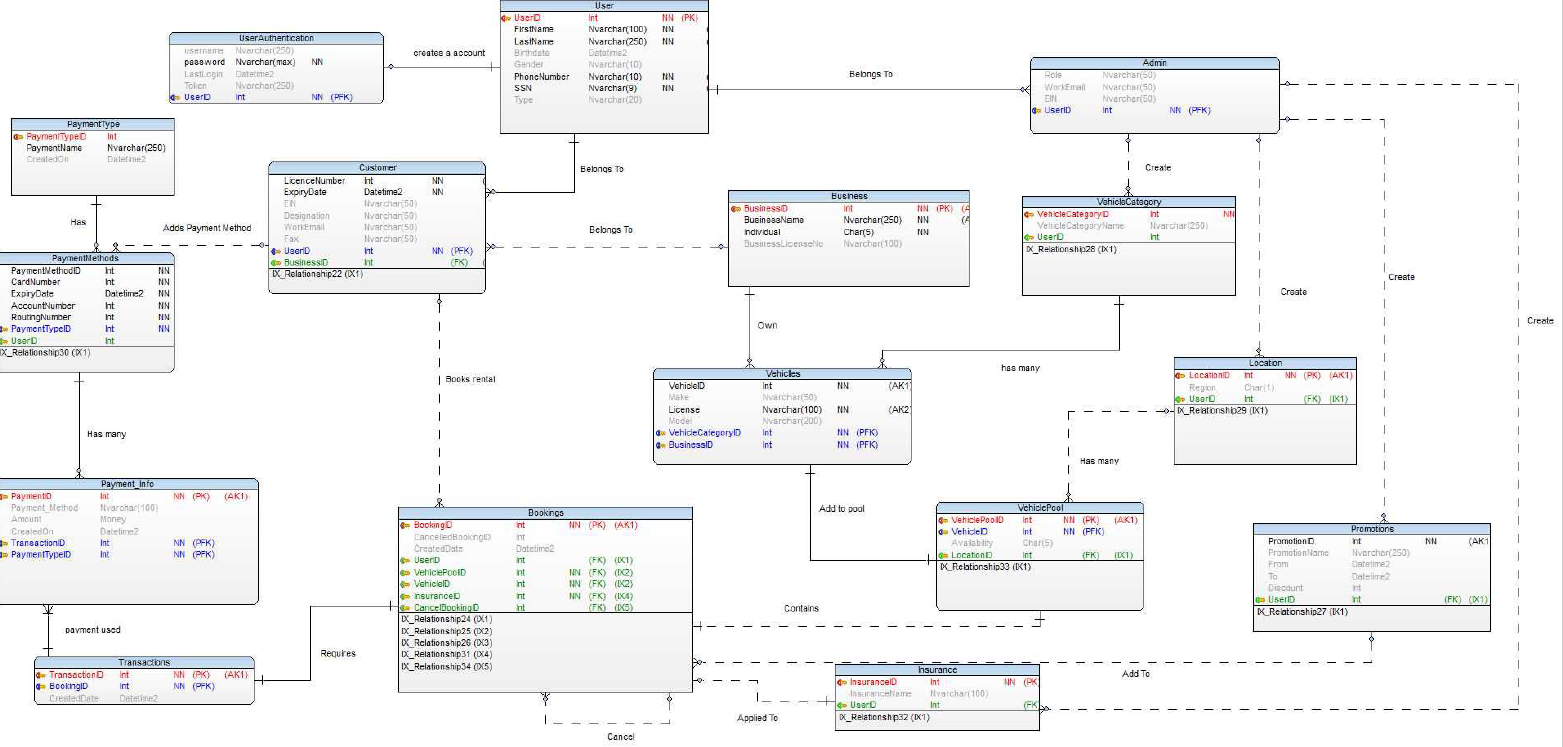 User
UserID Int NN (PK)
FirstName Nvarchar(100) NN
LastName Nvarchar(250) NN
Birthdate Datetime2
Gender Nvarchar(10)
PhoneNumber Nvarchar(10) NN
SSN Nvarchar(9) NN
Type Nvarchar(20)
UserAuthentication
username Nvarchar(250)
password Nvarchar(max) NN
LastLogin Datetime2
Token Nvarchar(250)
UserID Int NN (PFK)
creates a account
Belongs To
Admin
Role Nvarchar(50)
WorkEmail Nvarchar(50)
EIN Nvarchar(50)
UserID Int NN (PFK)
PaymentType
PaymentTypeID Int
PaymentName Nvarchar(250)
CreatedOn Datetime2
Has
Adds Payment Method
Customer
LicenceNumber Int NN (
ExpiryDate Datetime2 NN (
EIN Nvarchar(50)
Designation Nvarchar(50)
WorkEmail Nvarchar(50)
Fax Nvarchar(50)
UserID Int NN (PFK)
BusinessID Int (FK) (
IX_Relationship22 (IX1)
Belongs To
Belongs To
Business
BusinessID Int NN (PK) (A
BusinessName Nvarchar(250) NN (A
Individual Char(5) NN
BusinessLicenseNo Nvarchar(100)
Create
VehicleCategory
VehicleCategoryID Int NN
VehicleCategoryName Nvarchar(250)
UserID Int
IX_Relationship28 (IX1)
Create
Create
Create
PaymentMethods
PaymentMethodID Int NN
CardNumber Int NN
ExpiryDate Datetime2 NN
AccountNumber Int NN
RoutingNumber Int NN
PaymentTypeID Int NN
UserID Int
IX_Relationship30 (IX1)
Own
has many
Books rental
Vehicles
VehicleID Int NN (AK1)
Make Nvarchar(50)
License Nvarchar(100) NN (AK2)
Model Nvarchar(200)
VehicleCategoryID Int NN (PFK)
BusinessID Int NN (PFK)
Location
LocationID Int NN (PK) (AK1)
Region Char(1)
UserID Int (FK) (IX1)
IX_Relationship29 (IX1)
Has many
Has many
Add to pool
Payment_Info
PaymentID Int NN (PK) (AK1)
Payment_Method Nvarchar(100)
Amount Money
CreatedOn Datetime2
TransactionID Int NN (PFK)
PaymentTypeID Int NN (PFK)
Bookings
BookingID Int NN (PK) (AK1)
CancelledBookingID Int
CreatedDate Datetime2
UserID Int (FK) (IX1)
VehiclePoolID Int NN (FK) (IX2)
VehicleID Int NN (FK) (IX2)
InsuranceID Int NN (FK) (IX4)
CancelBookingID Int (FK) (IX5)
IX_Relationship24 (IX1)
IX_Relationship25 (IX2)
IX_Relationship26 (IX3)
IX_Relationship31 (IX4)
IX_Relationship34 (IX5)
VehiclePool
VehiclePoolID Int NN (PK) (AK1)
VehicleID Int NN (PFK)
Availability Char(5)
LocationID Int (FK) (IX1)
IX_Relationship33 (IX1)
Promotions
PromotionID Int NN (AK1
PromotionName Nvarchar(250)
From Datetime2
To Datetime2
Discount Int
UserID Int (FK) (IX1)
IX_Relationship27 (IX1)
Contains
payment used
Requires
Transactions
TransactionID Int NN (PK) (AK1)
BookingID Int NN (PFK)
CreatedDate Datetime2
Add To
Insurance
InsuranceID Int NN (PK
InsuranceName Nvarchar(100)
UserID Int (FK
IX_Relationship32 (IX1)
Applied To
Cancel